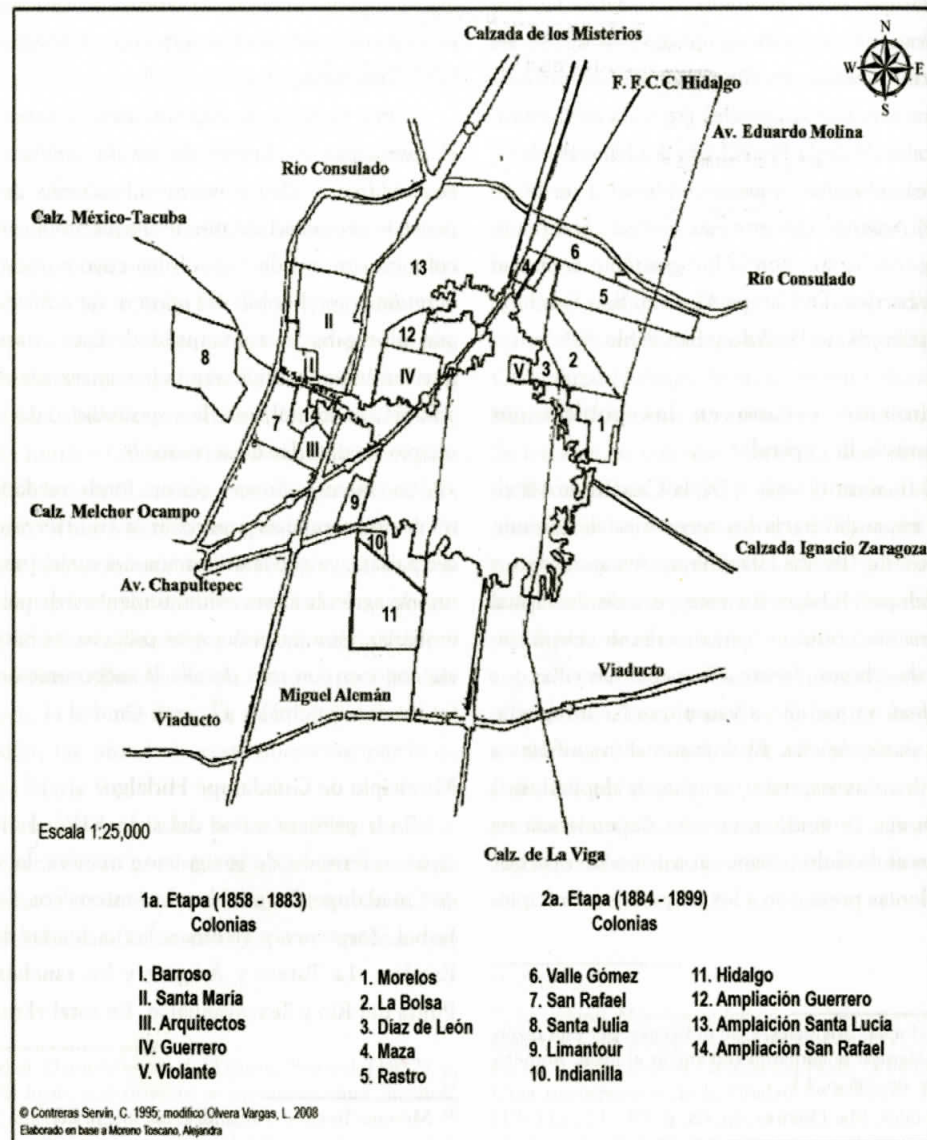 Calzada de los Misterios
N
W E
S
F. F.C.C. Hidalgo
Av. Eduardo Molina
Río Consulado
Calz. México-Tacuba
13
4
6
Río Consulado
5
II
8
12
2
I
IV
V
3
1
III
9
Calz. Melchor Ocampo
10
Calzada Ignacio Zaragoza
Av. Chapultepec
11
Viaducto
Miguel Alemán
Viaducto
Escala 1:25,000
Calz. de La Viga
1a. Etapa (1858 - 1883)
Colonias
I. Barroso
II. Santa María
III. Arquitectos
IV. Guerrero
V. Violante
2a. Etapa (1884 - 1899)
Colonias
1. Morelos
2. La Bolsa
3. Díaz de León
4. Maza
5. Rastro
6. Valle Gómez
7. San Rafael
8. Santa Julia
9. Limantour
10. Indianilla
11. Hidalgo
12. Ampliación Guerrero
13. Amplaición Santa Lucía
14. Ampliación San Rafael
© Contreras Servín, C. 1995; modifico Olvera Vargas, L. 2008
Elaborado en base a Moreno Toscano, Alejandra